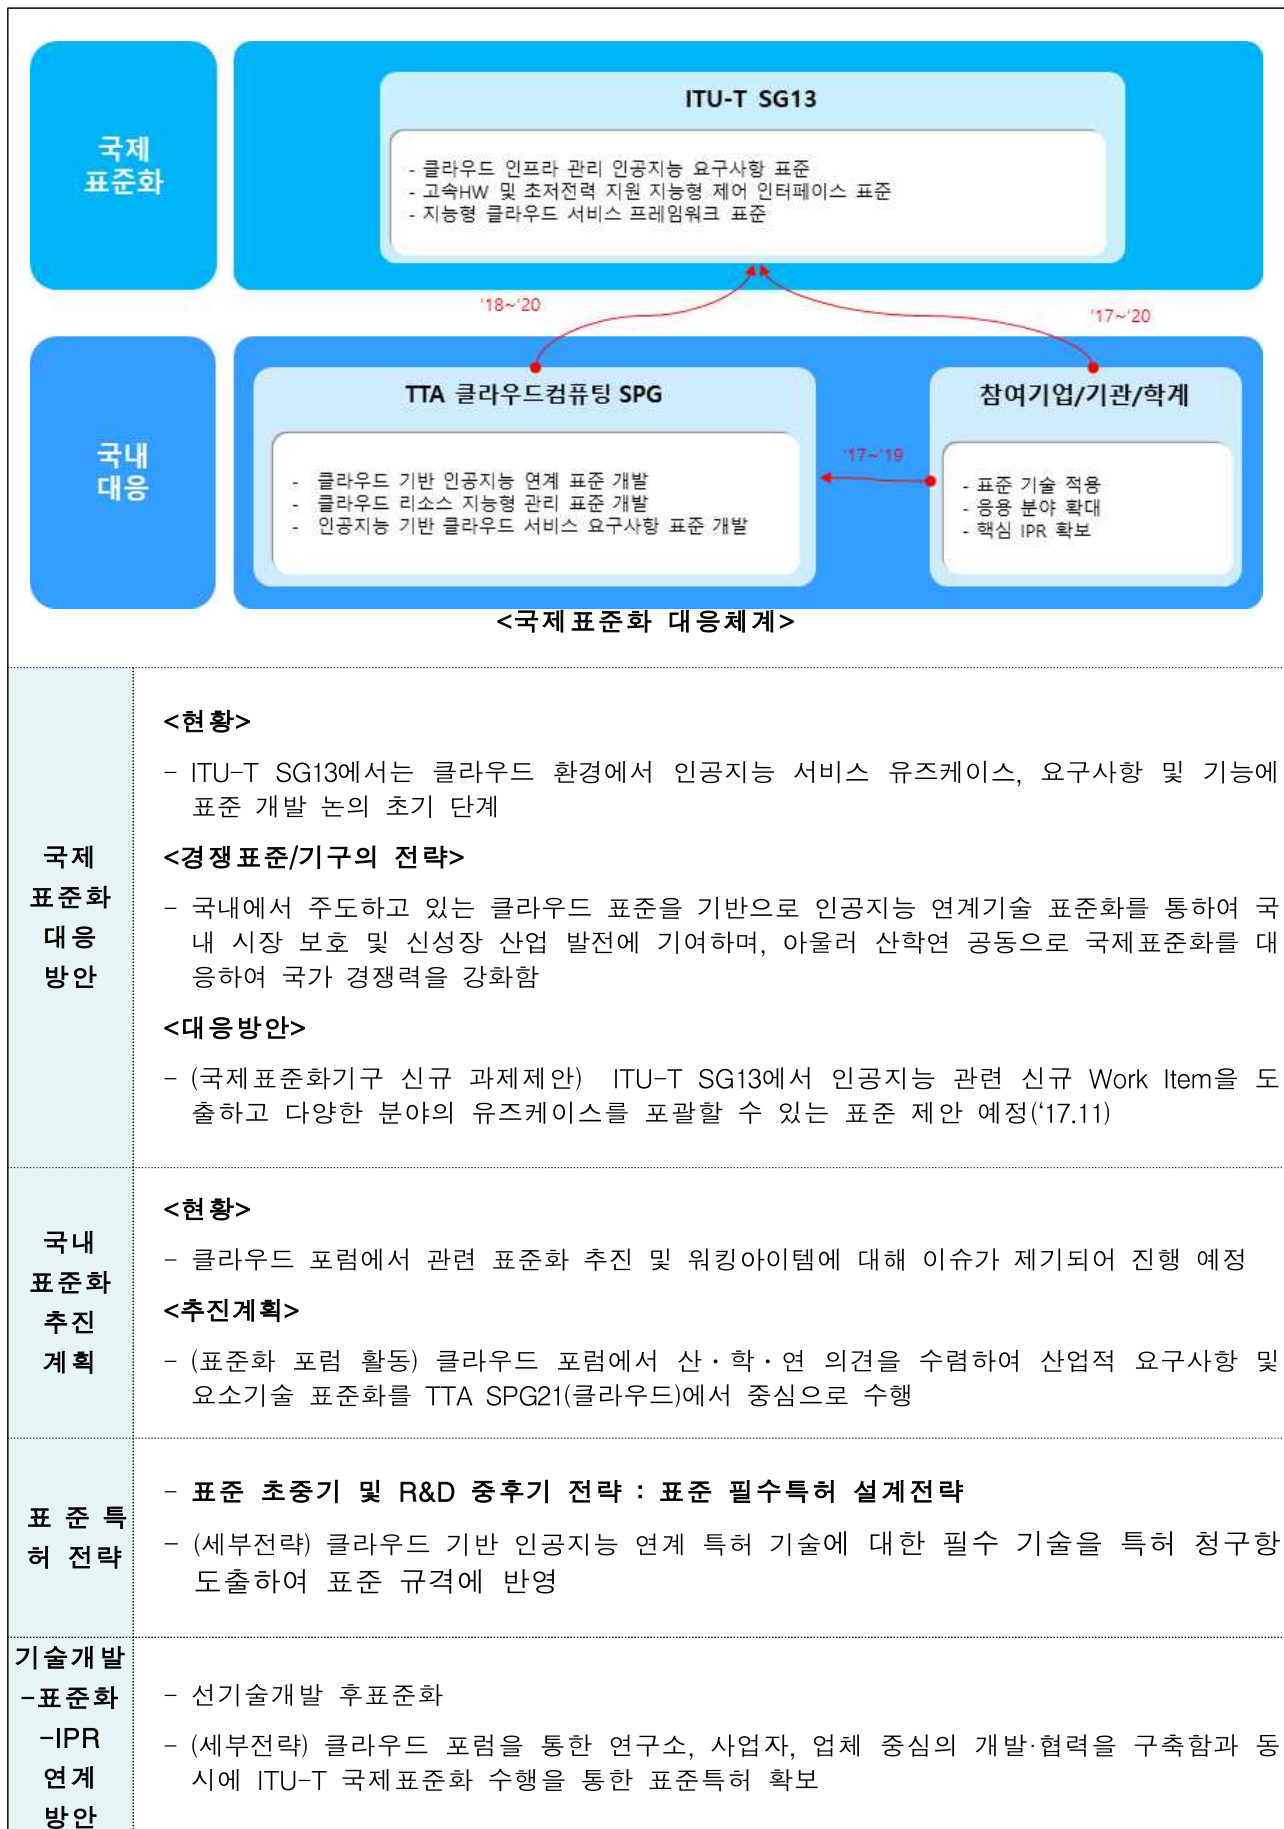 국제
표준화
ITU-T SG13
- 클라우드 인프라 관리 인공지능 요구사항 표준
- 고속HW 및 초저전력 지원 지능형 제어 인터페이스 표준
- 지능형 클라우드 서비스 프레임워크 표준
'18~'20
'17~'20
국내
대응
TTA 클라우드컴퓨팅 SPG
- 클라우드 기반 인공지능 연계 표준 개발
- 클라우드 리소스 지능형 관리 표준 개발
- 인공지능 기반 클라우드 서비스 요구사항 표준 개발
'17~'19
참여기업/기관/학계
- 표준 기술 적용
- 응용 분야 확대
- 핵심 IPR 확보
<국제표준화 대응체계>
국제
표준화
대응
방안
<현황>
- ITU-T SG13에서는 클라우드 환경에서 인공지능 서비스 유즈케이스, 요구사항 및 기능에
표준 개발 논의 초기 단계
<경쟁표준/기구의 전략>
- 국내에서 주도하고 있는 클라우드 표준을 기반으로 인공지능 연계기술 표준화를 통하여 국
내 시장 보호 및 신성장 산업 발전에 기여하며, 아울러 산학연 공동으로 국제표준화를 대
응하여 국가 경쟁력을 강화함
<대응방안>
- (국제표준화기구 신규 과제제안) ITU-T SG13에서 인공지능 관련 신규 Work Item을 도
출하고 다양한 분야의 유즈케이스를 포괄할 수 있는 표준 제안 예정(‘17.11)
국내
표준화
추진
계획
<현황>
- 클라우드 포럼에서 관련 표준화 추진 및 워킹아이템에 대해 이슈가 제기되어 진행 예정
<추진계획>
- (표준화 포럼 활동) 클라우드 포럼에서 산·학·연 의견을 수렴하여 산업적 요구사항 및
요소기술 표준화를 TTA SPG21(클라우드)에서 중심으로 수행
표 준 특
허 전략
- 표준 초중기 및 R&D 중후기 전략 : 표준 필수특허 설계전략
- (세부전략) 클라우드 기반 인공지능 연계 특허 기술에 대한 필수 기술을 특허 청구항
도출하여 표준 규격에 반영
기술개발
-표준화
-IPR
연계
방안
- 선기술개발 후표준화
- (세부전략) 클라우드 포럼을 통한 연구소, 사업자, 업체 중심의 개발·협력을 구축함과 동
시에 ITU-T 국제표준화 수행을 통한 표준특허 확보